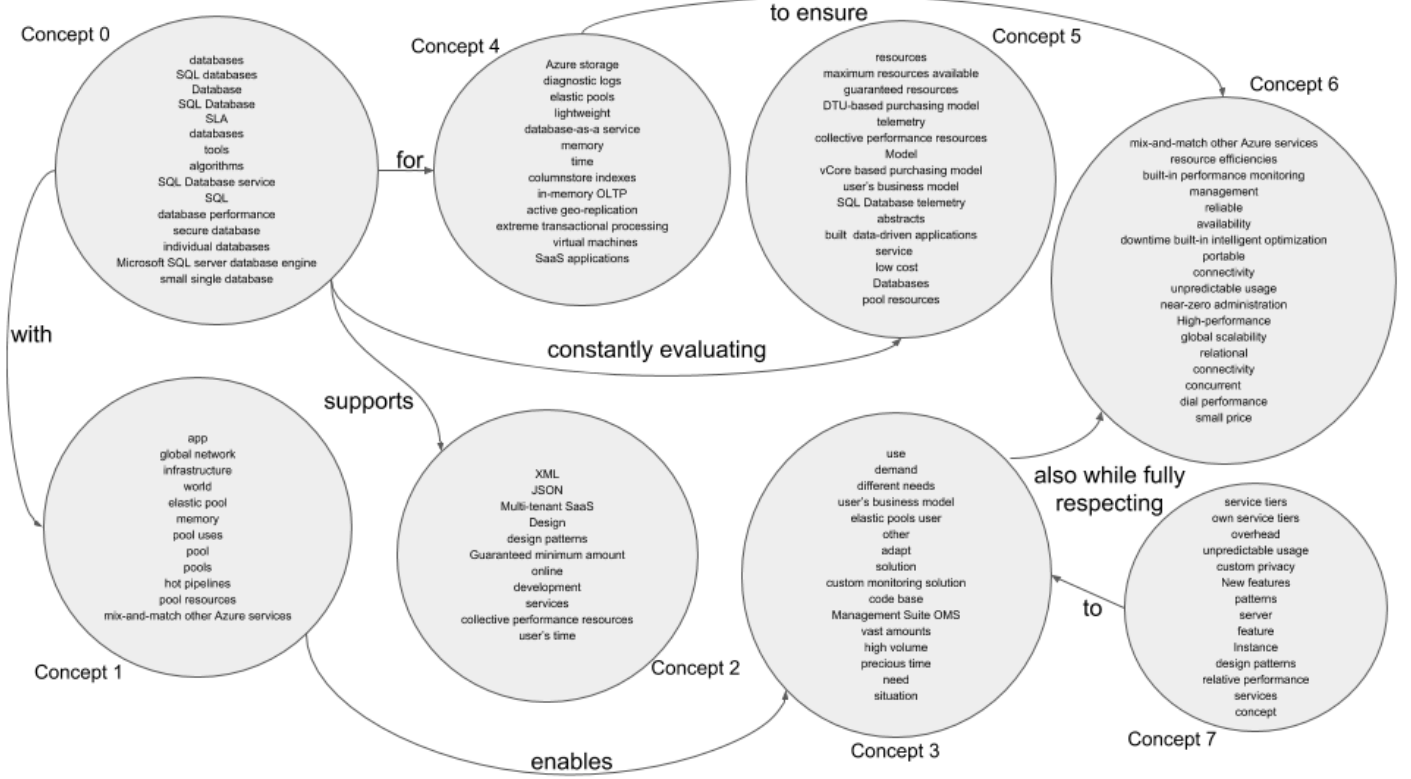 to ensure
Concept 0
databases
SQL databases
Database
SQL Database
SLA
databases
tools
algorithms
SQL Database service
SQL
database performance
secure database
individual databases
Microsoft SQL server database engine
small single database
for
Concept 4
Azure storage
diagnostic logs
elastic pools
lightweight
database-as-a service
memory
time
columnstore indexes
in-memory OLTP
active geo-replication
extreme transactional processing
virtual machines
SaaS applications
Concept 5
resources
maximum resources available
guaranteed resources
DTU-based purchasing model
telemetry
collective performance resources
Model
vCore based purchasing model
user's business model
SQL Database telemetry
abstracts
built data-driven applications
service
low cost
Databases
pool resources
Concept 6
mix-and-match other Azure services
resource efficiencies
built-in performance monitoring
management
reliable
availability
downtime built-in intelligent optimization
portable
connectivity
unpredictable usage
near-zero administration
High-performance
global scalability
relational
connectivity
concurrent
dial performance
small price
with
constantly evaluating
supports
app
global network
infrastructure
world
elastic pool
memory
pool uses
pool
pools
hot pipelines
pool resources
mix-and-match other Azure services
Concept 1
XML
JSON
Multi-tenant SaaS
Design
design patterns
Guaranteed minimum amount
online
development
services
collective performance resources
user's time
Concept 2
use
demand
different needs
user's business model
elastic pools user
other
adapt
solution
custom monitoring solution
code base
Management Suite OMS
vast amounts
high volume
precious time
need
situation
Concept 3
also while fully
respecting
to
service tiers
own service tiers
overhead
unpredictable usage
custom privacy
New features
patterns
server
feature
Instance
design patterns
relative performance
services
concept
Concept 7
enables